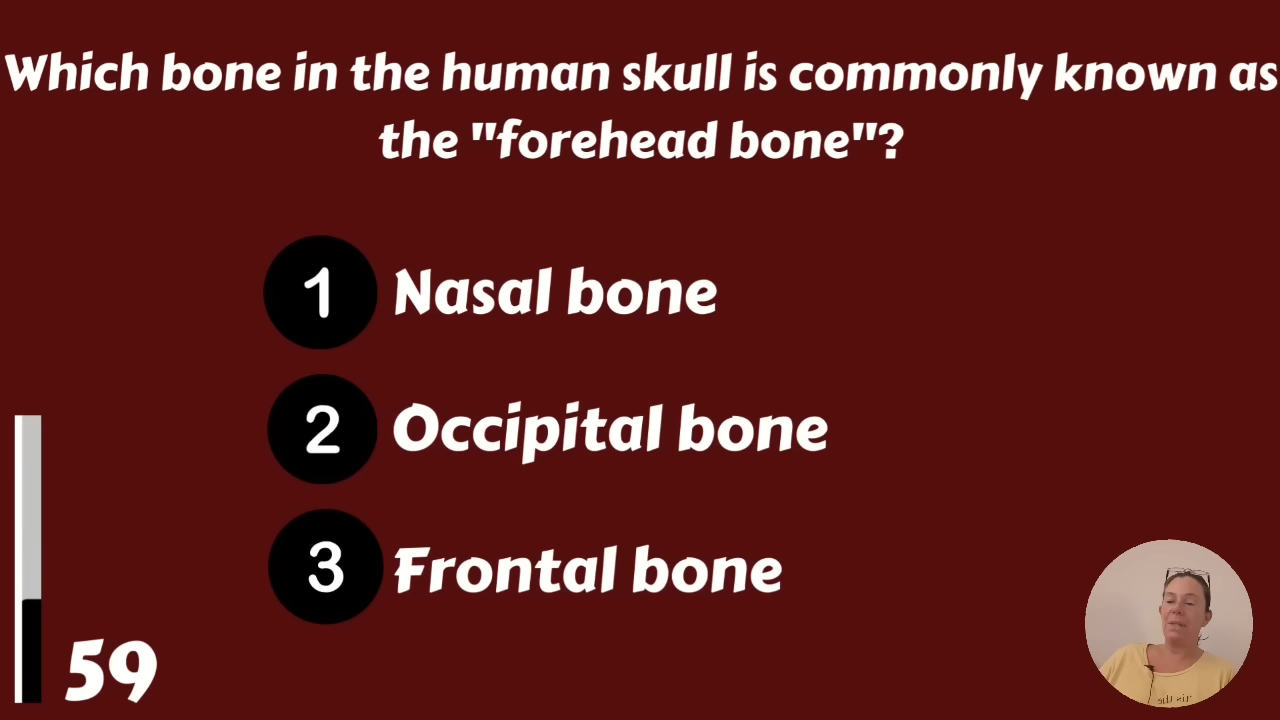 Which bone in the human skull is commonly known as
the "forehead bone"?
1 Nasal bone
2 Occipital bone
3 Frontal bone
59